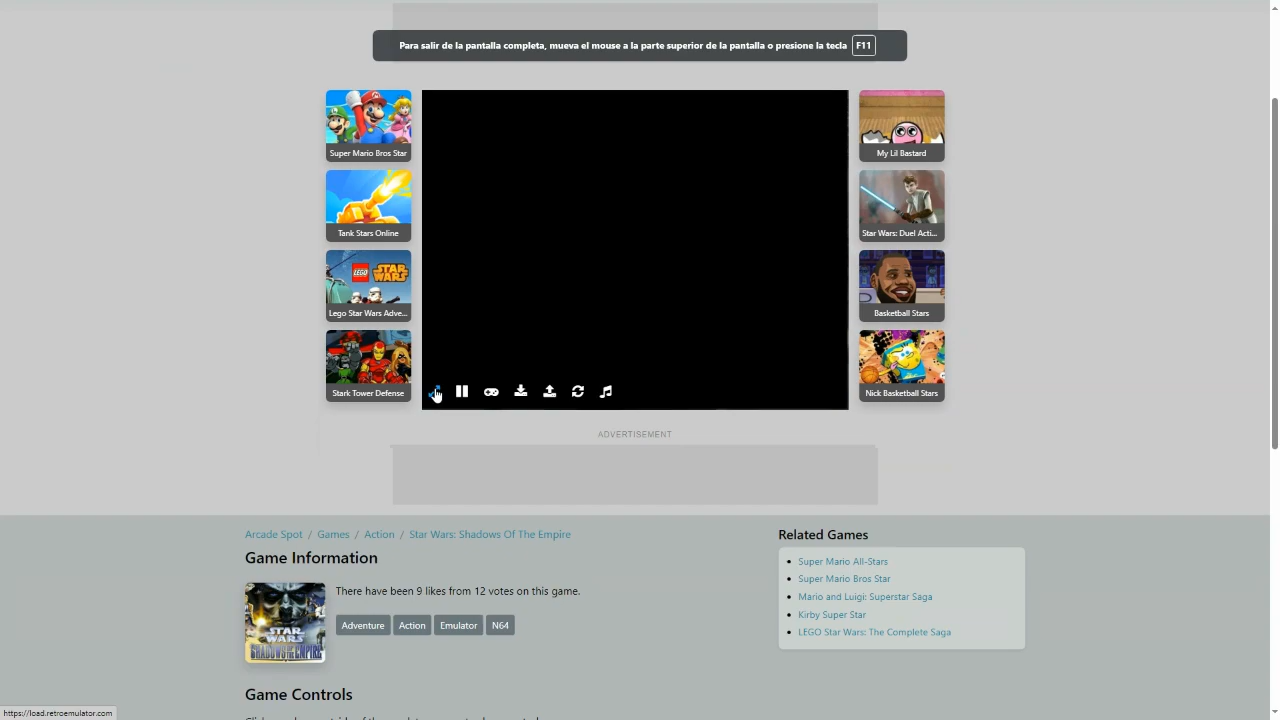 Para salir de la pantalla completa, mueva el mouse a la parte superior de la pantalla o presione la tecla F11
Super Mario Bros Star
My Lil Bastard
Tank Stars Online
Star Wars: Duel Acti...
LEGO STAR WARS
Lego Star Wars Adve...
Basketball Stars
Stark Tower Defense
Nick Basketball Stars
ADVERTISEMENT
Arcade Spot / Games / Action / Star Wars: Shadows Of The Empire
Game Information
There have been 9 likes from 12 votes on this game.
Adventure Action Emulator N64
STAR WARS
SHADOWS OF THE EMPIRE
Game Controls
Related Games
Super Mario All-Stars
Super Mario Bros Star
Mario and Luigi: Superstar Saga
Kirby Super Star
LEGO Star Wars: The Complete Saga
https://load.retroemulator.com